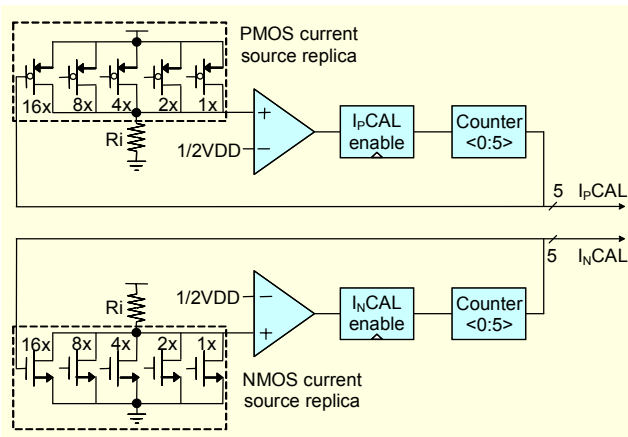 PMOS current
source replica
16x 8x 4x 2x 1x
Ri
1/2VDD
+
−
IPCAL
enable
Counter
<0:5>
5 IPCAL
5 INCAL
Ri
1/2VDD
−
+
INCAL
enable
Counter
<0:5>
16x 8x 4x 2x 1x
NMOS current
source replica